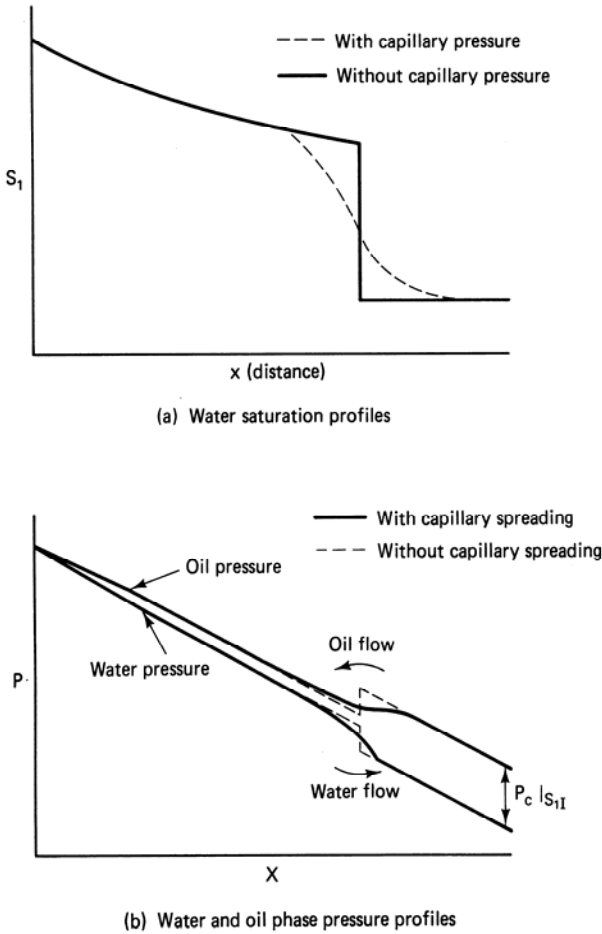 With capillary pressure
Without capillary pressure
S₁
x (distance)
(a) Water saturation profiles
With capillary spreading
Without capillary spreading
Oil pressure
Oil flow
Water pressure
P
Water flow
P_C |_{S₁I}
X
(b) Water and oil phase pressure profiles